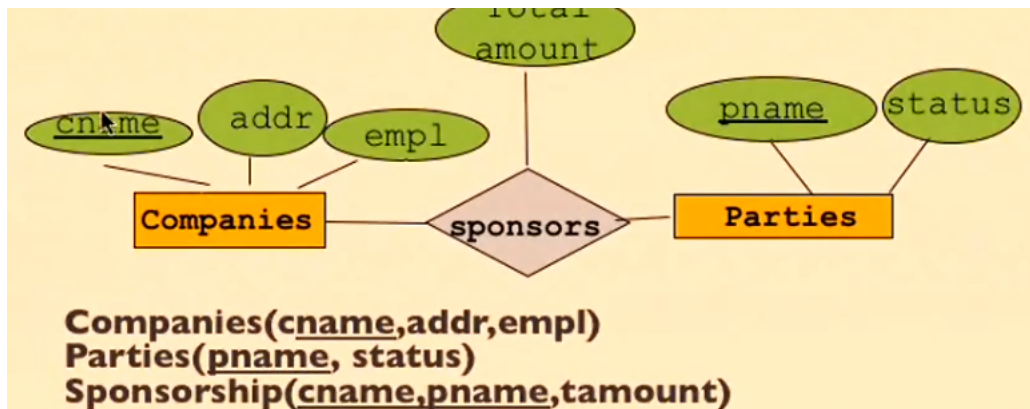 Total
amount
cname
addr
empl
pname
status
Companies
sponsors
Parties
Companies(cname,addr,empl)
Parties(pname, status)
Sponsorship(cname,pname,tamount)